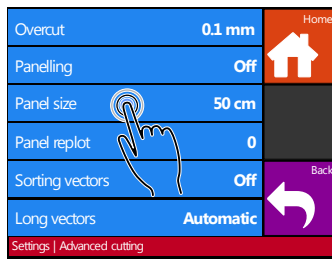 Overcut 0.1 mm
Home
Panelling Off
Panel size 50 cm
Panel replot 0
Sorting vectors Off
Back
Long vectors Automatic
Settings | Advanced cutting